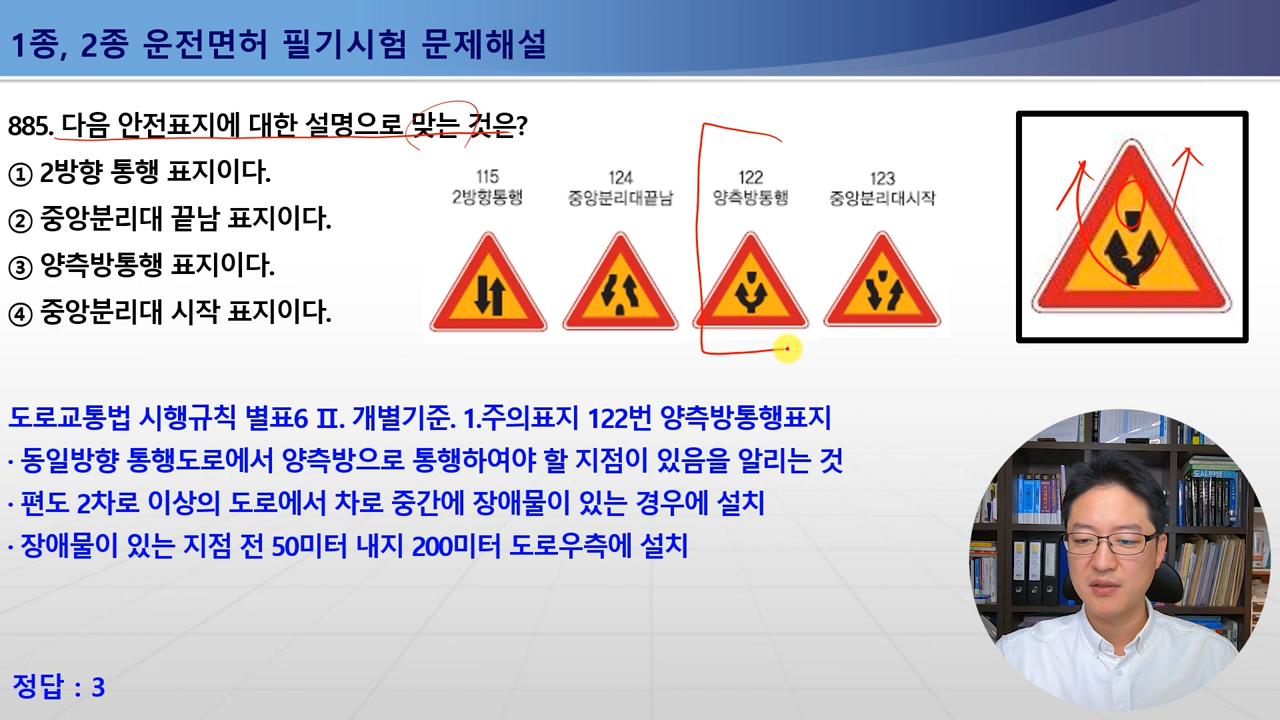 1종, 2종 운전면허 필기시험 문제해설
885. 다음 안전표지에 대한 설명으로 맞는 것은?
① 2방향 통행 표지이다.
② 중앙분리대 끝남 표지이다.
③ 양측방통행 표지이다.
④ 중앙분리대 시작 표지이다.
115
2방향통행
124
중앙분리대끝남
122
양측방통행
123
중앙분리대시작
도로교통법 시행규칙 별표6 Ⅱ. 개별기준. 1.주의표지 122번 양측방통행표지
· 동일방향 통행도로에서 양측방으로 통행하여야 할 지점이 있음을 알리는 것
· 편도 2차로 이상의 도로에서 차로 중간에 장애물이 있는 경우에 설치
· 장애물이 있는 지점 전 50미터 내지 200미터 도로우측에 설치
정답 : 3